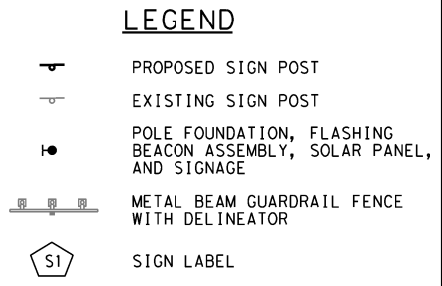 LEGEND
PROPOSED SIGN POST
EXISTING SIGN POST
POLE FOUNDATION, FLASHING
BEACON ASSEMBLY, SOLAR PANEL,
AND SIGNAGE
METAL BEAM GUARDRAIL FENCE
WITH DELINEATOR
S1 SIGN LABEL